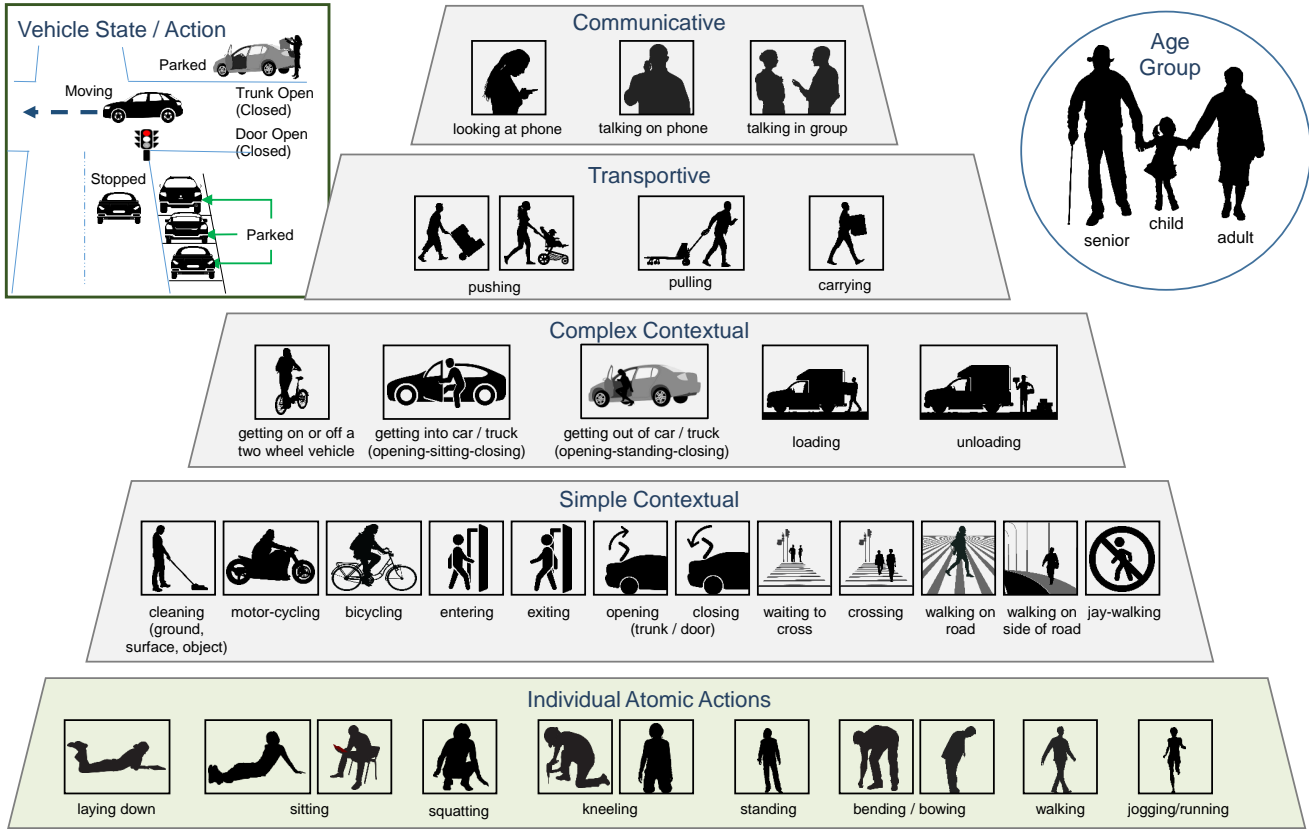 Vehicle State / Action
Parked
Moving
Trunk Open
(Closed)
Door Open
(Closed)
Stopped
Parked
Communicative
looking at phone
talking on phone
talking in group
Age
Group
senior
child
adult
Transportive
pushing
pulling
carrying
Complex Contextual
getting on or off a
two wheel vehicle
getting into car / truck
(opening-sitting-closing)
getting out of car / truck
(opening-standing-closing)
loading
unloading
Simple Contextual
cleaning
(ground,
surface, object)
motor-cycling
bicycling
entering
exiting
opening
closing
(trunk / door)
waiting to
cross
crossing
walking on
road
walking on
side of road
jay-walking
Individual Atomic Actions
laying down
sitting
squatting
kneeling
standing
bending / bowing
walking
jogging/running